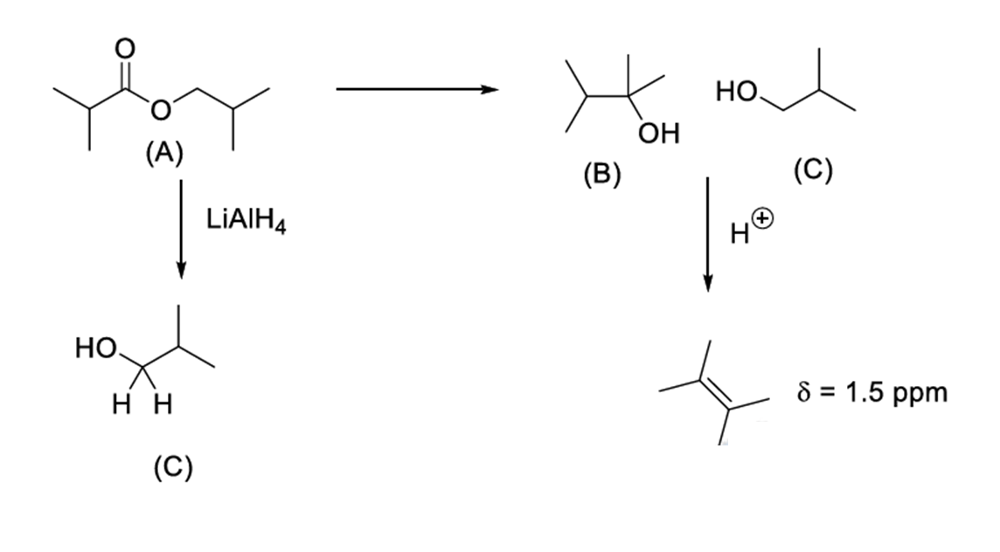 O
O
(A)
OH
(B)
HO
(C)
LiAlH4
H⊕
HO
H H
(C)
δ = 1.5 ppm